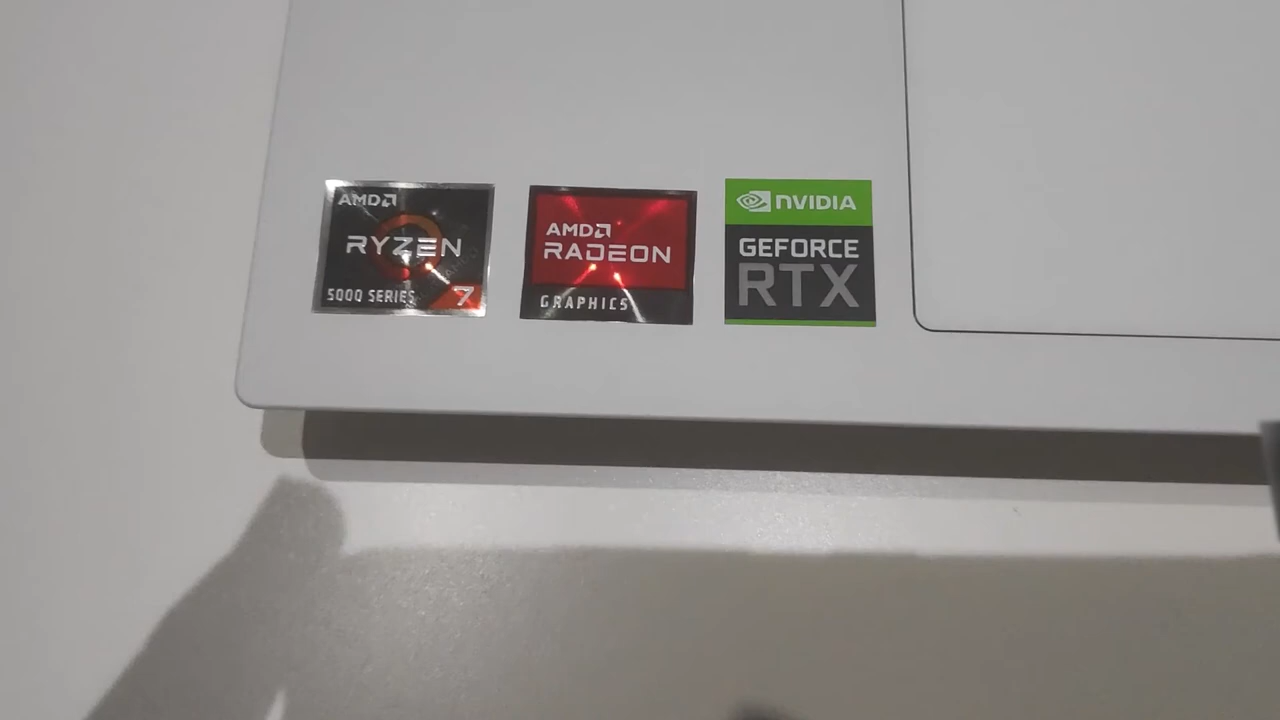 AMD
RYZEN
5000 SERIES 7
AMD
RADEON
GRAPHICS
NVIDIA
GEFORCE
RTX